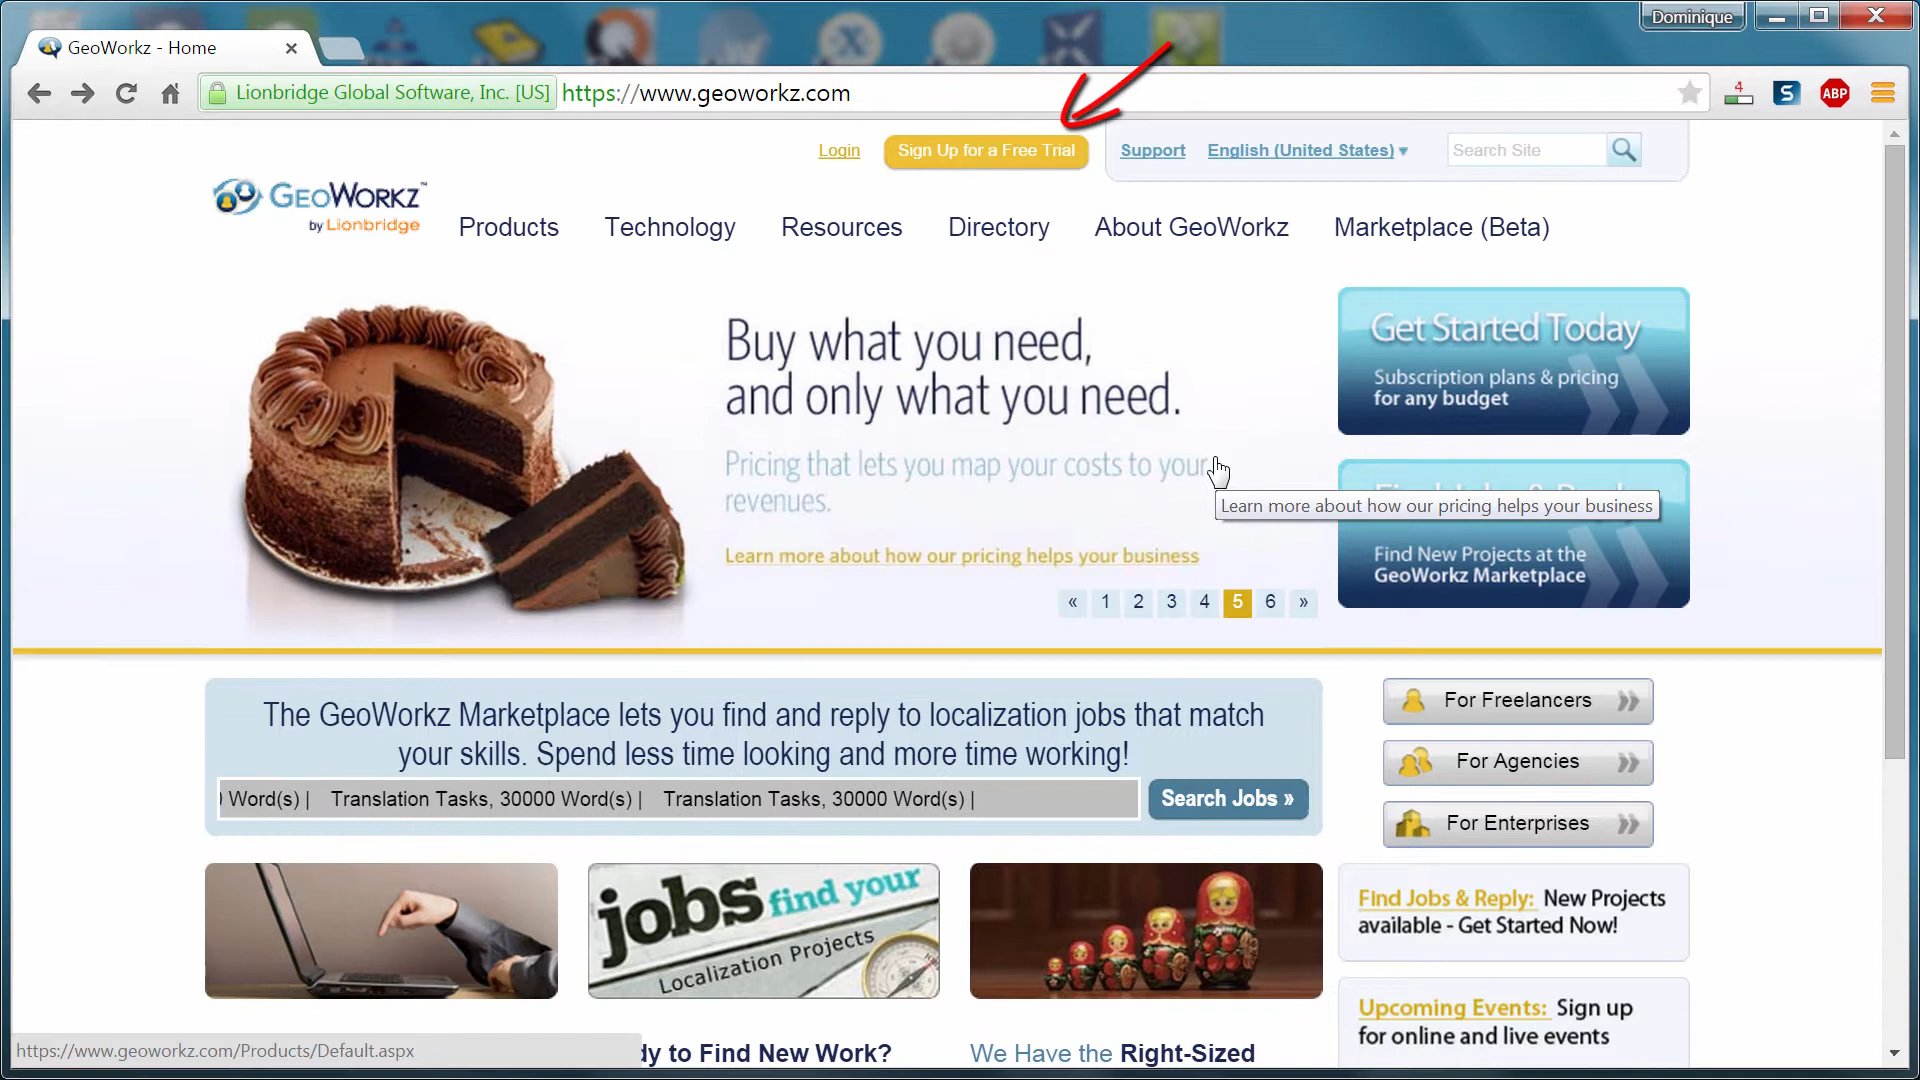 Dominique
GeoWorkz - Home
Lionbridge Global Software, Inc. [US]
https://www.geoworkz.com
4
S
ABP
Login
Sign Up for a Free Trial
Support
English (United States)
Search Site
GEOWORKZ™
by Lionbridge
Products
Technology
Resources
Directory
About GeoWorkz
Marketplace (Beta)
Buy what you need,
and only what you need.
Pricing that lets you map your costs to your
revenues.
Learn more about how our pricing helps your business
« 1 2 3 4 5 6 »
Get Started Today
Subscription plans & pricing
for any budget
Learn more about how our pricing helps your business
Find New Projects at the
GeoWorkz Marketplace
The GeoWorkz Marketplace lets you find and reply to localization jobs that match
your skills. Spend less time looking and more time working!
Word(s) | Translation Tasks, 30000 Word(s) | Translation Tasks, 30000 Word(s) |
Search Jobs »
For Freelancers
For Agencies
For Enterprises
jobs find your
Localization Projects
Find Jobs & Reply: New Projects
available - Get Started Now!
Upcoming Events: Sign up
for online and live events
https://www.geoworkz.com/Products/Default.aspx
to Find New Work?
We Have the Right-Sized